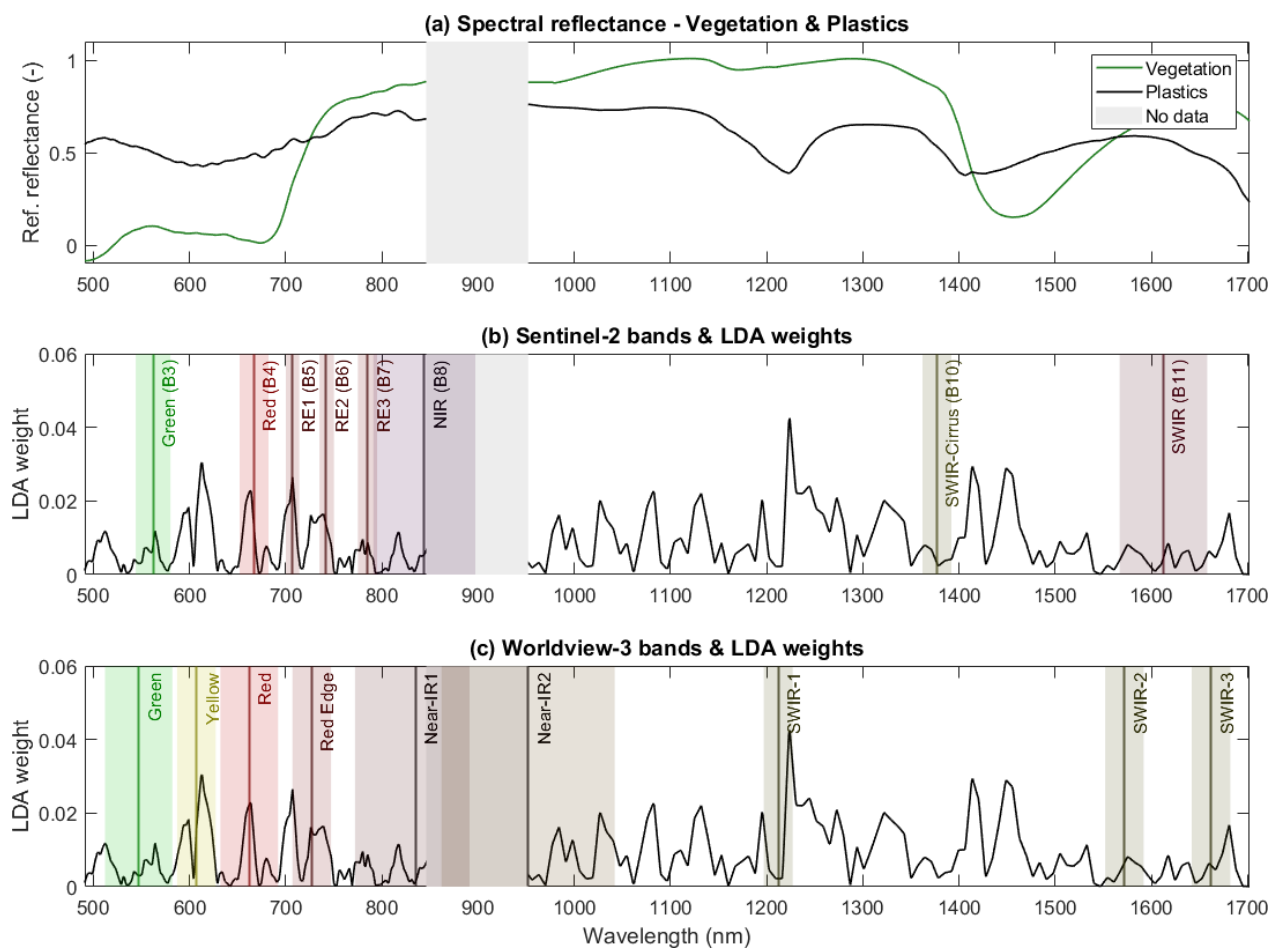 (a) Spectral reflectance - Vegetation & Plastics
Ref. reflectance (-)
1
0.5
0
Vegetation
Plastics
No data
500 600 700 800 900 1000 1100 1200 1300 1400 1500 1600 1700
(b) Sentinel-2 bands & LDA weights
LDA weight
0.06
0.04
0.02
0
Green (B3)
Red (B4)
RE1 (B5)
RE2 (B6)
RE3 (B7)
NIR (B8)
SWIR-Cirrus (B10)
SWIR (B11)
500 600 700 800 900 1000 1100 1200 1300 1400 1500 1600 1700
(c) Worldview-3 bands & LDA weights
LDA weight
0.06
0.04
0.02
0
Green
Yellow
Red
Red Edge
Near-IR1
Near-IR2
SWIR-1
SWIR-2
SWIR-3
500 600 700 800 900 1000 1100 1200 1300 1400 1500 1600 1700
Wavelength (nm)